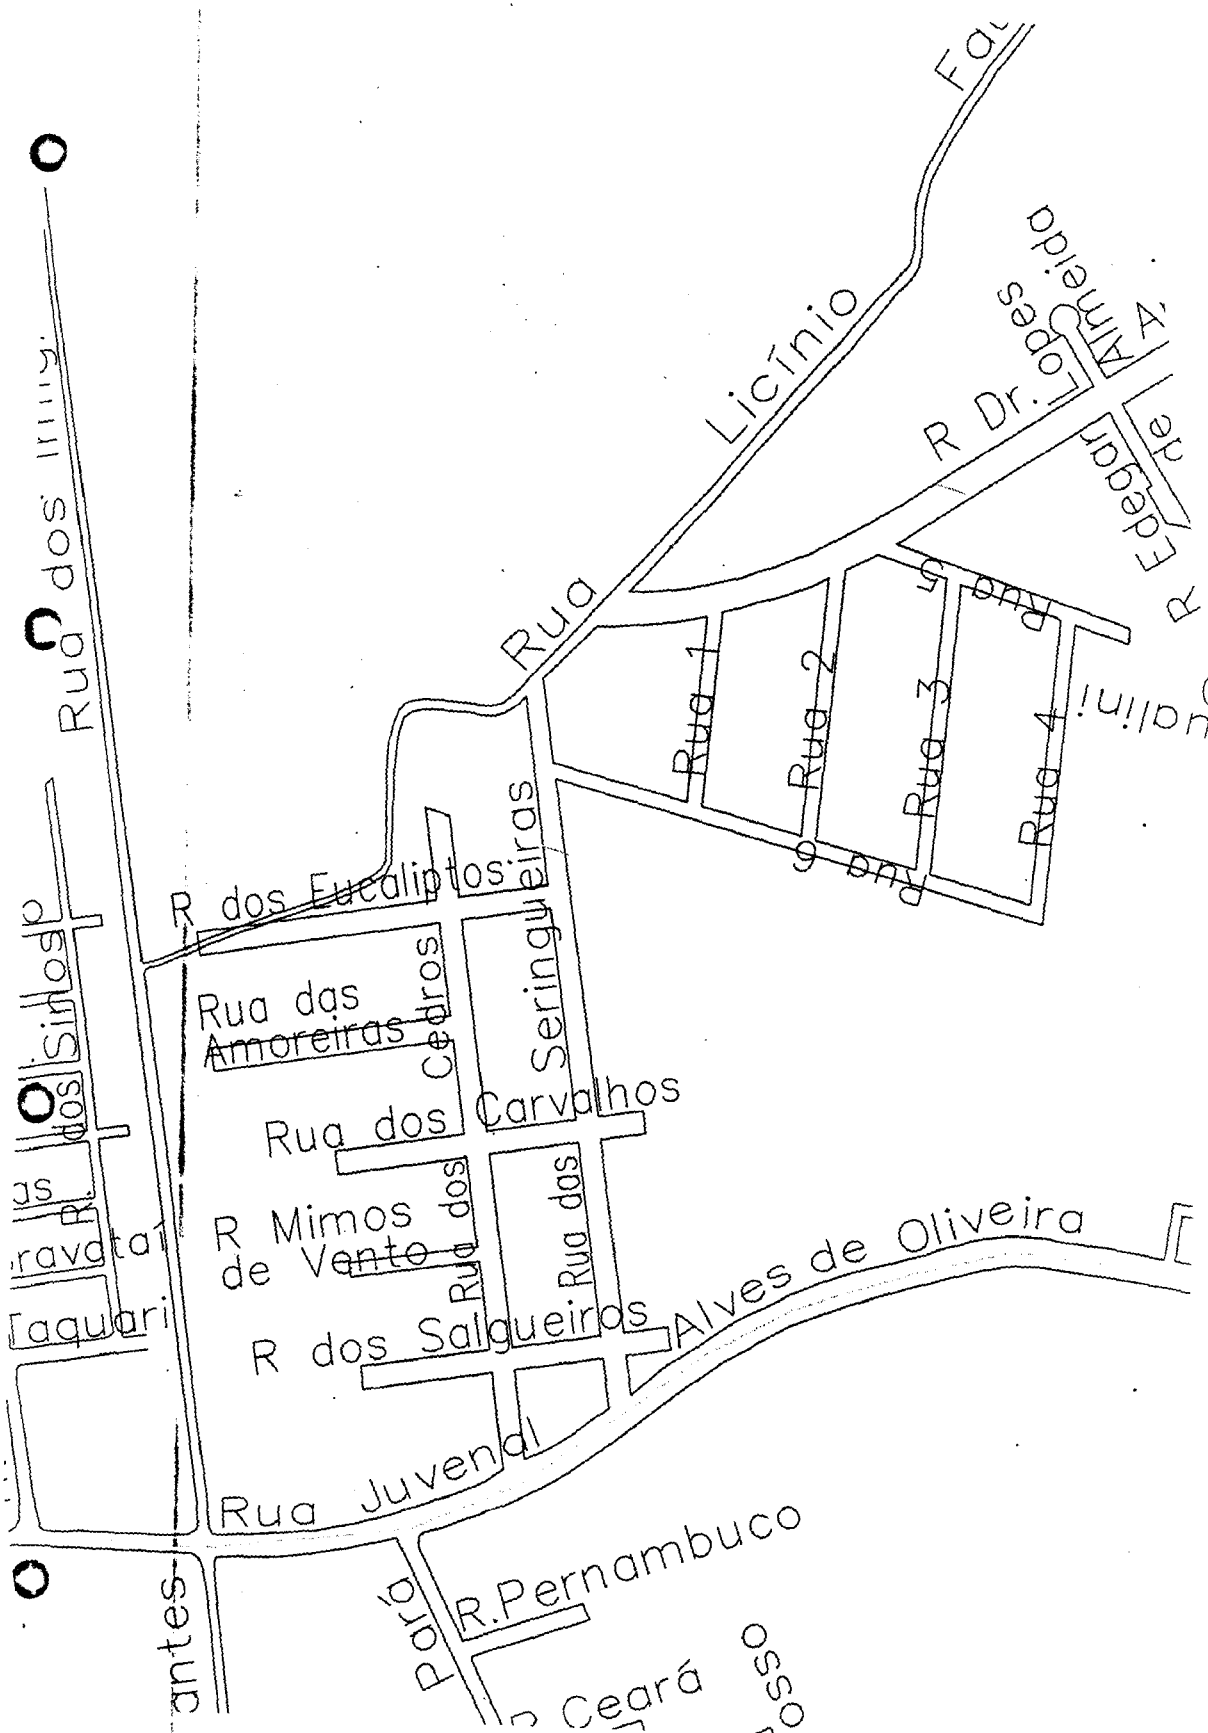 Rua Licínio
R Dr.
R Edegar Lopes
de Almeida
Rua dos
Rua 1
Rua 2
Rua 3
Rua 4
Rua 5
Rua 6
R dos Eucaliptos
Rua das Seringueiras
Rua das
Amoreiras
Rua dos Cedros
Rua dos Carvalhos
R. dos Sinos
R Mimos
de Vento
R dos Salgueiros
Taquari
Rua Juvenal Alves de Oliveira
Pará
R.Pernambuco
Ceará